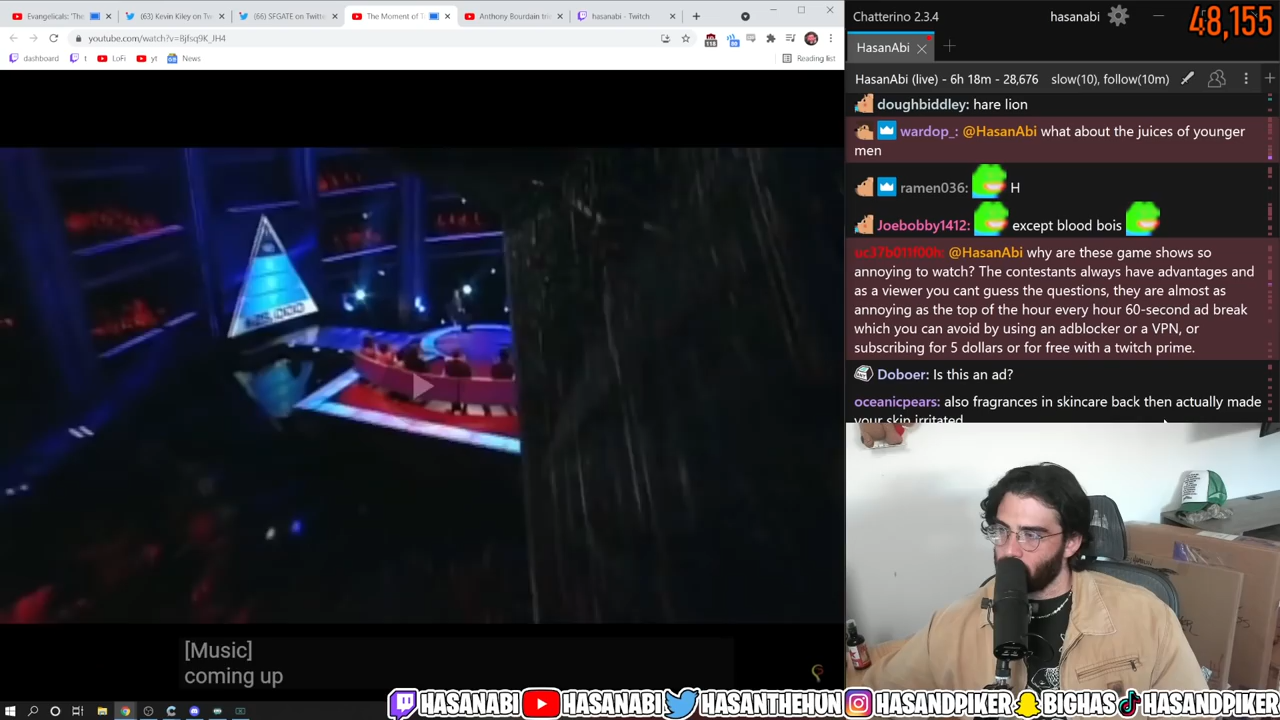 Evangelicals: 'The
(63) Kevin Kiley on Tw
(66) SFGATE on Twitte
The Moment of T
Anthony Bourdain tri
hasanabi - Twitch
youtube.com/watch?v=8jfsq9K_JH4
dashboard
t
LoFi
yt
News
Reading list
Chatterino 2.3.4
hasanabi
48,155
HasanAbi
HasanAbi (live) - 6h 18m - 28,676 slow(10), follow(10m)
doughbiddley: hare lion
wardop_: @HasanAbi what about the juices of younger
men
ramen036: H
Joebobby1412: except blood bois
uc37b011f00h: @HasanAbi why are these game shows so
annoying to watch? The contestants always have advantages and
as a viewer you cant guess the questions, they are almost as
annoying as the top of the hour every hour 60-second ad break
which you can avoid by using an adblocker or a VPN, or
subscribing for 5 dollars or for free with a twitch prime.
Doboer: Is this an ad?
oceanicpears: also fragrances in skincare back then actually made
your skin irritated
[Music]
coming up
HASANABI HASANABI HASANTHEHUN HASANDPIKER BIGHAS HASANDPIKER